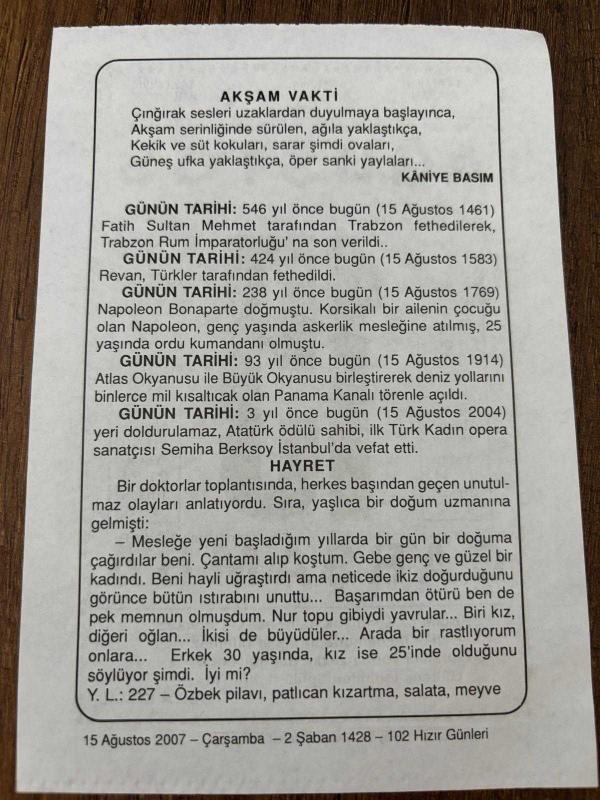 AKŞAM VAKTİ
Çıngırak sesleri uzaklardan duyulmaya başlayınca,
Akşam serinliğinde sürülen, ağıla yaklaştıkça,
Kekik ve süt kokuları, sarar şimdi ovaları,
Güneş ufka yaklaştıkça, öper sanki yaylaları...
KÂNİYE BASIM
GÜNÜN TARİHİ: 546 yıl önce bugün (15 Ağustos 1461)
Fatih Sultan Mehmet tarafından Trabzon fethedilerek,
Trabzon Rum İmparatorluğu' na son verildi..
GÜNÜN TARİHİ: 424 yıl önce bugün (15 Ağustos 1583)
Revan, Türkler tarafından fethedildi.
GÜNÜN TARİHİ: 238 yıl önce bugün (15 Ağustos 1769)
Napoleon Bonaparte doğmuştu. Korsikalı bir ailenin çocuğu
olan Napoleon, genç yaşında askerlik mesleğine atılmış, 25
yaşında ordu kumandanı olmuştu.
GÜNÜN TARİHİ: 93 yıl önce bugün (15 Ağustos 1914)
Atlas Okyanusu ile Büyük Okyanusu birleştirerek deniz yollarını
binlerce mil kısaltıcak olan Panama Kanalı törenle açıldı.
GÜNÜN TARİHİ: 3 yıl önce bugün (15 Ağustos 2004)
yeri doldurulamaz, Atatürk ödülü sahibi, ilk Türk Kadın opera
sanatçısı Semiha Berksoy İstanbul'da vefat etti.
HAYRET
Bir doktorlar toplantısında, herkes başından geçen unutul-
maz olayları anlatıyordu. Sıra, yaşlıca bir doğum uzmanına
gelmişti:
– Mesleğe yeni başladığım yıllarda bir gün bir doğuma
çağırdılar beni. Çantamı alıp koştum. Gebe genç ve güzel bir
kadındı. Beni hayli uğraştırdı ama neticede ikiz doğurduğunu
görünce bütün ıstırabını unuttu... Başarımdan ötürü ben de
pek memnun olmuşdum. Nur topu gibiydi yavrular... Biri kız,
diğeri oğlan... İkisi de büyüdüler... Arada bir rastlıyorum
onlara... Erkek 30 yaşında, kız ise 25'inde olduğunu
söylüyor şimdi. İyi mi?
Y. L.: 227 – Özbek pilavı, patlıcan kızartma, salata, meyve
15 Ağustos 2007 – Çarşamba – 2 Şaban 1428 – 102 Hızır Günleri